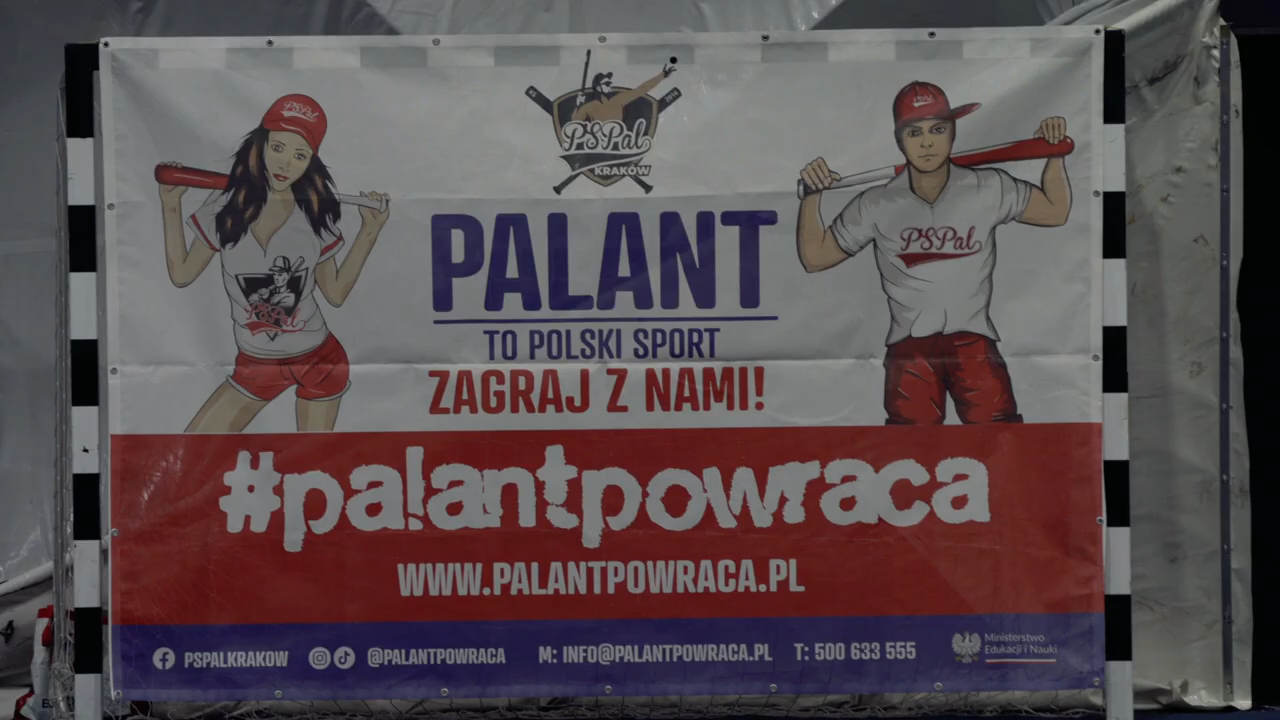 PSPal
KRAKÓW
PSPal
PSPal
PSPal
PALANT
TO POLSKI SPORT
ZAGRAJ Z NAMI!
#palantpowraca
WWW.PALANTPOWRACA.PL
PSPALKRAKOW @PALANTPOWRACA M: INFO@PALANTPOWRACA.PL T: 500 633 555
Ministerstwo
Edukacji i Nauki